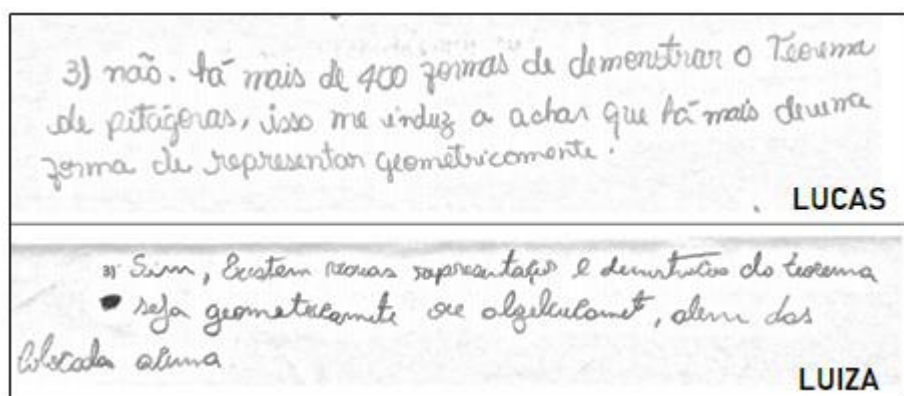 3) não. há mais de 400 formas de demonstrar o Teorema
de pitágoras, isso me induz a achar que há mais de uma
forma de representar geometricamente.
LUCAS
3) Sim, Existem várias representações e demonstrações do teorema
seja geometricamente ou algebricamente, alem das
colocadas acima.
LUIZA